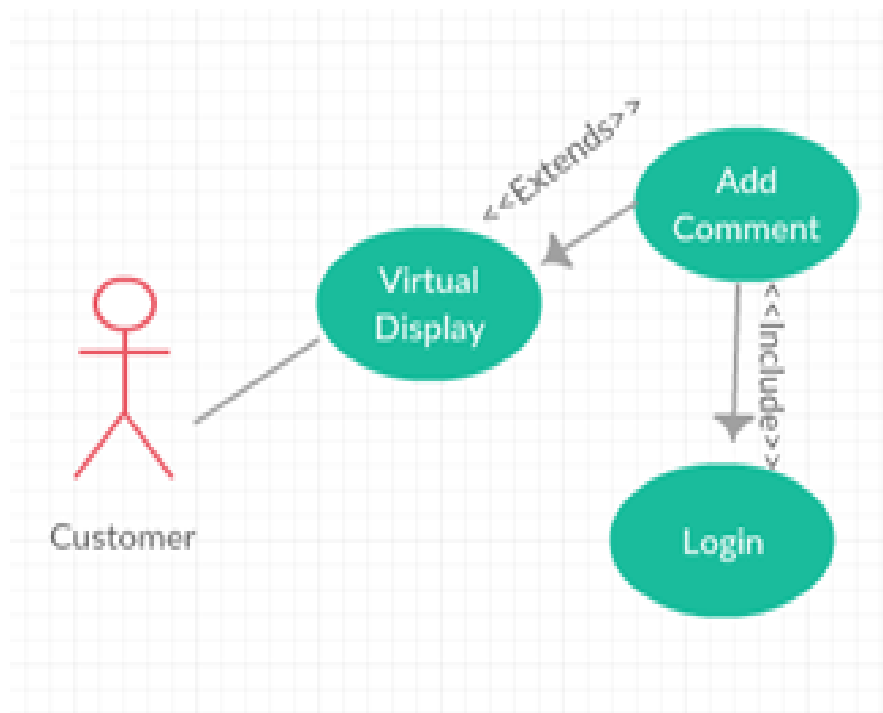 <<Extends>>
Add
Comment
Virtual
Display
<<Include>>
Customer
Login